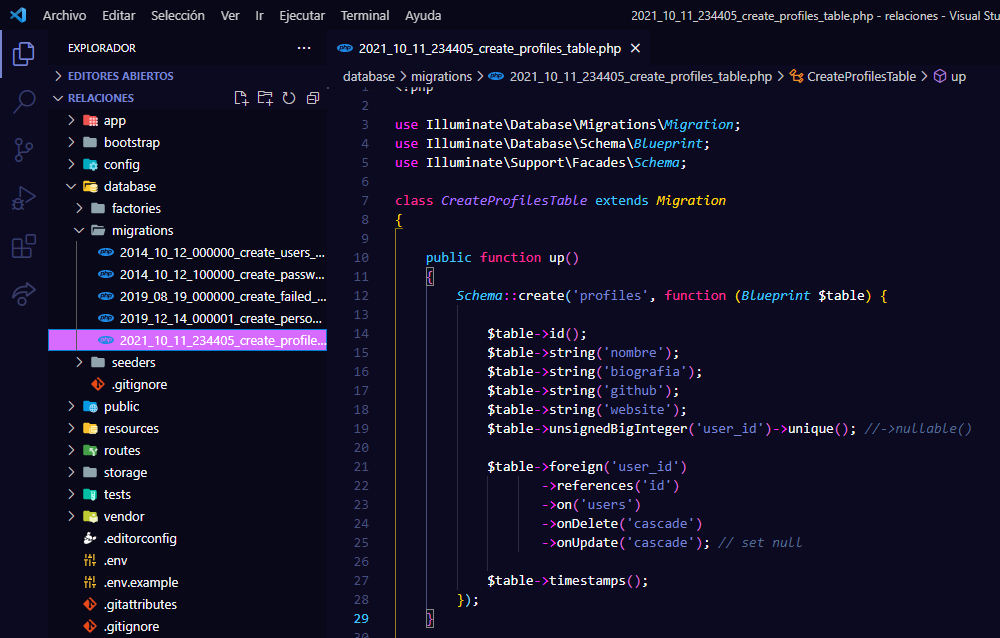 Archivo Editar Selección Ver Ir Ejecutar Terminal Ayuda 2021_10_11_234405_create_profiles_table.php - relaciones - Visual Stu
EXPLORADOR ...
EDITORES ABIERTOS
RELACIONES
app
bootstrap
config
database
factories
migrations
2014_10_12_000000_create_users_...
2014_10_12_100000_create_passw...
2019_08_19_000000_create_failed_...
2019_12_14_000001_create_perso...
2021_10_11_234405_create_profile...
seeders
.gitignore
public
resources
routes
storage
tests
vendor
.editorconfig
.env
.env.example
.gitattributes
.gitignore
php 2021_10_11_234405_create_profiles_table.php ×
database > migrations > php 2021_10_11_234405_create_profiles_table.php > CreateProfilesTable > up
1 <?php
2
3 use Illuminate\Database\Migrations\Migration;
4 use Illuminate\Database\Schema\Blueprint;
5 use Illuminate\Support\Facades\Schema;
6
7 class CreateProfilesTable extends Migration
8 {
9
10 public function up()
11 {
12 Schema::create('profiles', function (Blueprint $table) {
13
14 $table->id();
15 $table->string('nombre');
16 $table->string('biografia');
17 $table->string('github');
18 $table->string('website');
19 $table->unsignedBigInteger('user_id')->unique(); //->nullable()
20
21 $table->foreign('user_id')
22 ->references('id')
23 ->on('users')
24 ->onDelete('cascade')
25 ->onUpdate('cascade'); // set null
26
27 $table->timestamps();
28 });
29 }
30